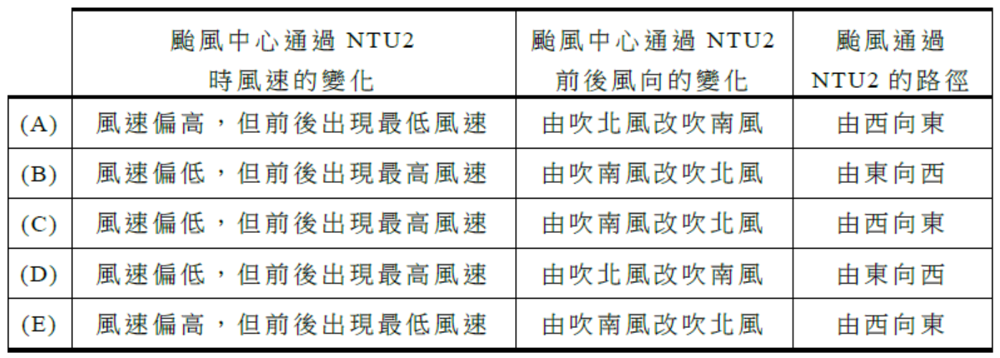 颱風中心通過 NTU2
時風速的變化
颱風中心通過 NTU2
前後風向的變化
颱風通過
NTU2 的路徑
(A) 風速偏高，但前後出現最低風速 由吹北風改吹南風 由西向東
(B) 風速偏低，但前後出現最高風速 由吹南風改吹北風 由東向西
(C) 風速偏低，但前後出現最高風速 由吹南風改吹北風 由西向東
(D) 風速偏低，但前後出現最高風速 由吹北風改吹南風 由東向西
(E) 風速偏高，但前後出現最低風速 由吹南風改吹北風 由西向東